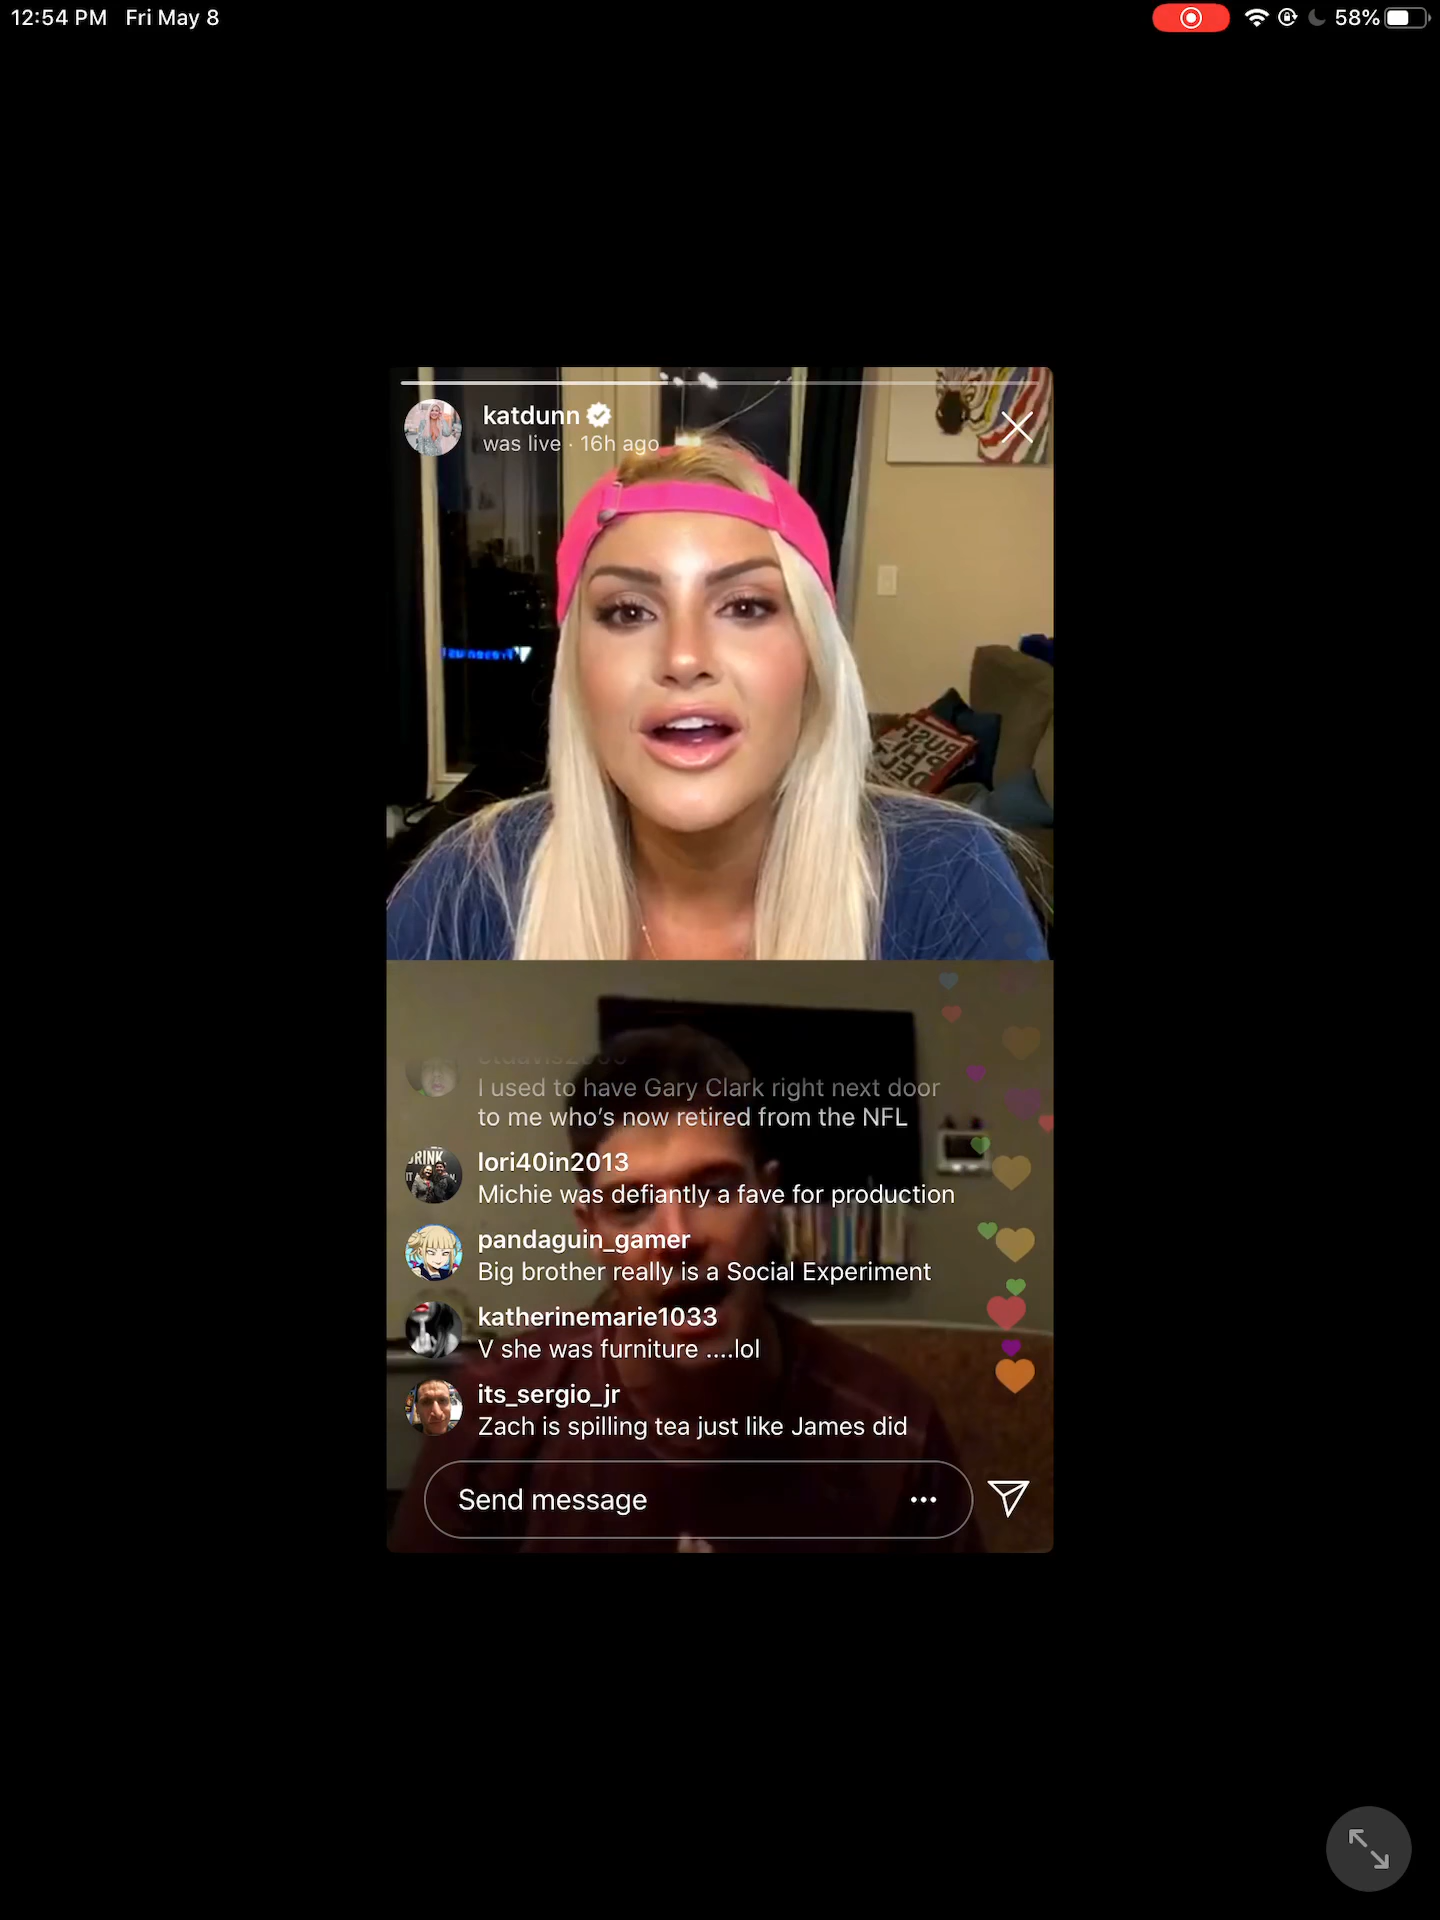 12:54 PM Fri May 8
58%
katdunn
was live · 16h ago
I used to have Gary Clark right next door
to me who's now retired from the NFL
lori40in2013
Michie was defiantly a fave for production
pandaguin_gamer
Big brother really is a Social Experiment
katherinemarie1033
V she was furniture ....lol
its_sergio_jr
Zach is spilling tea just like James did
Send message